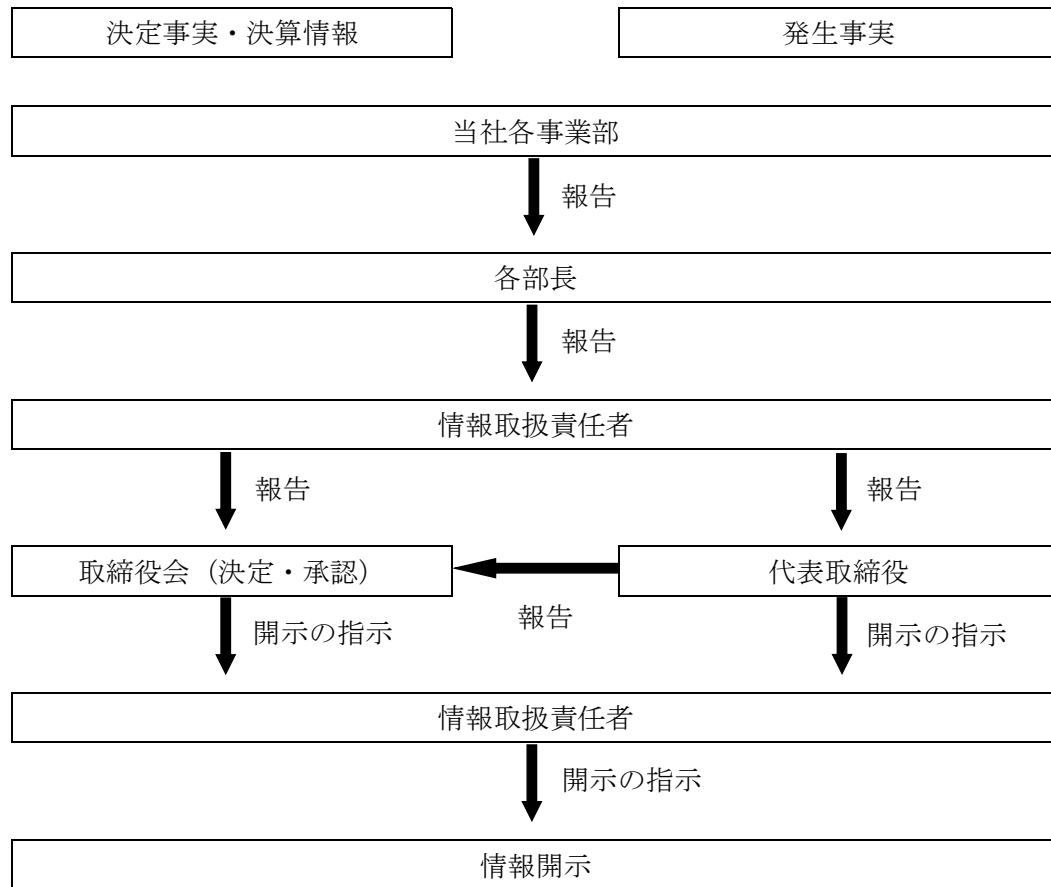 決定事実・決算情報
発生事実
当社各事業部
報告
各部長
報告
情報取扱責任者
報告
報告
取締役会（決定・承認）
代表取締役
報告
開示の指示
開示の指示
情報取扱責任者
開示の指示
情報開示